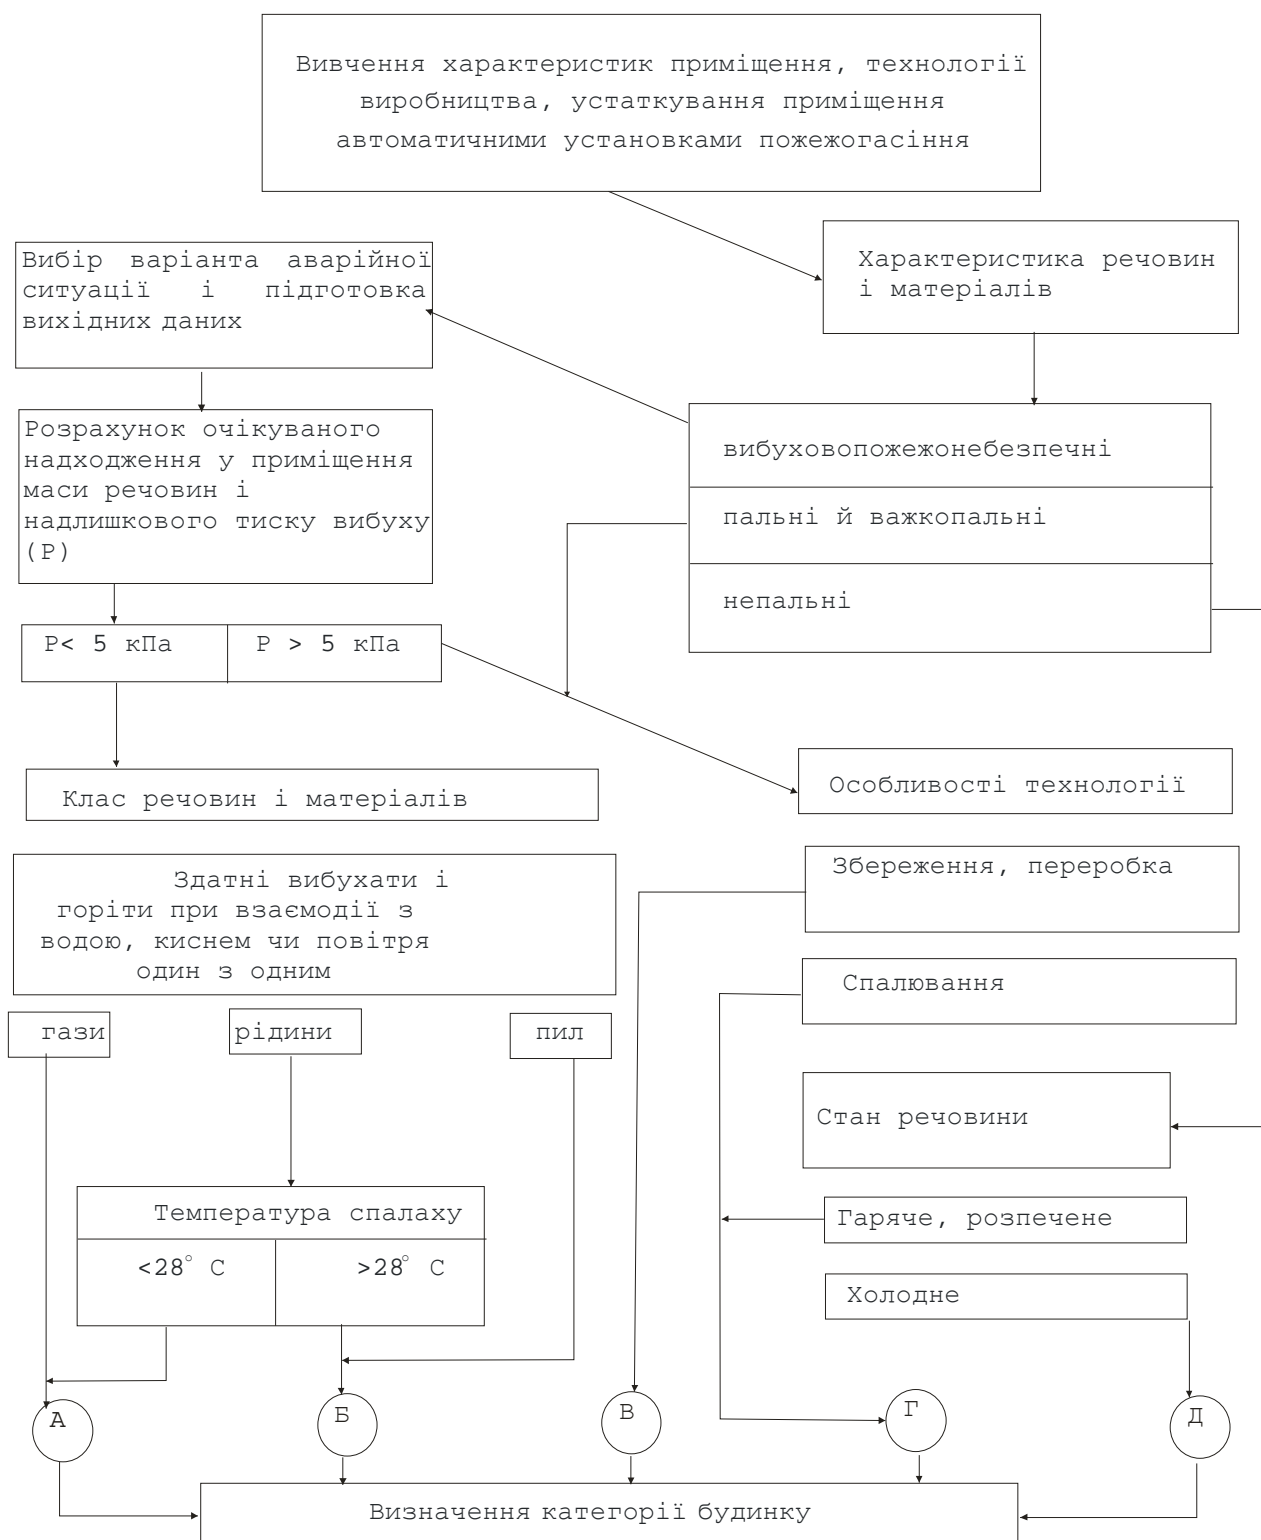 Вивчення характеристик приміщення, технології
виробництва, устаткування приміщення
автоматичними установками пожежогасіння
Характеристика речовин
і матеріалів
Вибір варіанта аварійної
ситуації і підготовка
вихідних даних
Розрахунок очікуваного
надходження у приміщення
маси речовин і
надлишкового тиску вибуху
(Р)
вибуховопожежонебезпечні
пальні й важкопальні
непальні
Р< 5 кПа
Р > 5 кПа
Клас речовин і матеріалів
Особливості технології
Здатні вибухати і
горіти при взаємодії з
водою, киснем чи повітря
один з одним
Збереження, переробка
Спалювання
гази
рідини
пил
Стан речовини
Температура спалаху
<28° С
>28° С
Гаряче, розпечене
Холодне
А
Б
В
Г
Д
Визначення категорії будинку